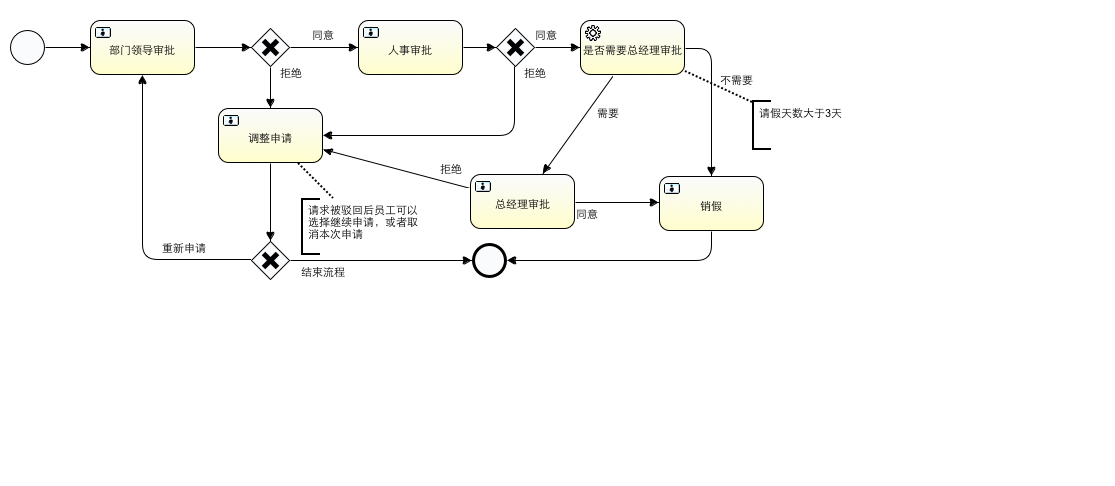 同意
同意
部门领导审批
人事审批
是否需要总经理审批
拒绝
拒绝
不需要
需要
请假天数大于3天
调整申请
拒绝
总经理审批
销假
同意
请求被驳回后员工可以
选择继续申请，或者取
消本次申请
重新申请
结束流程